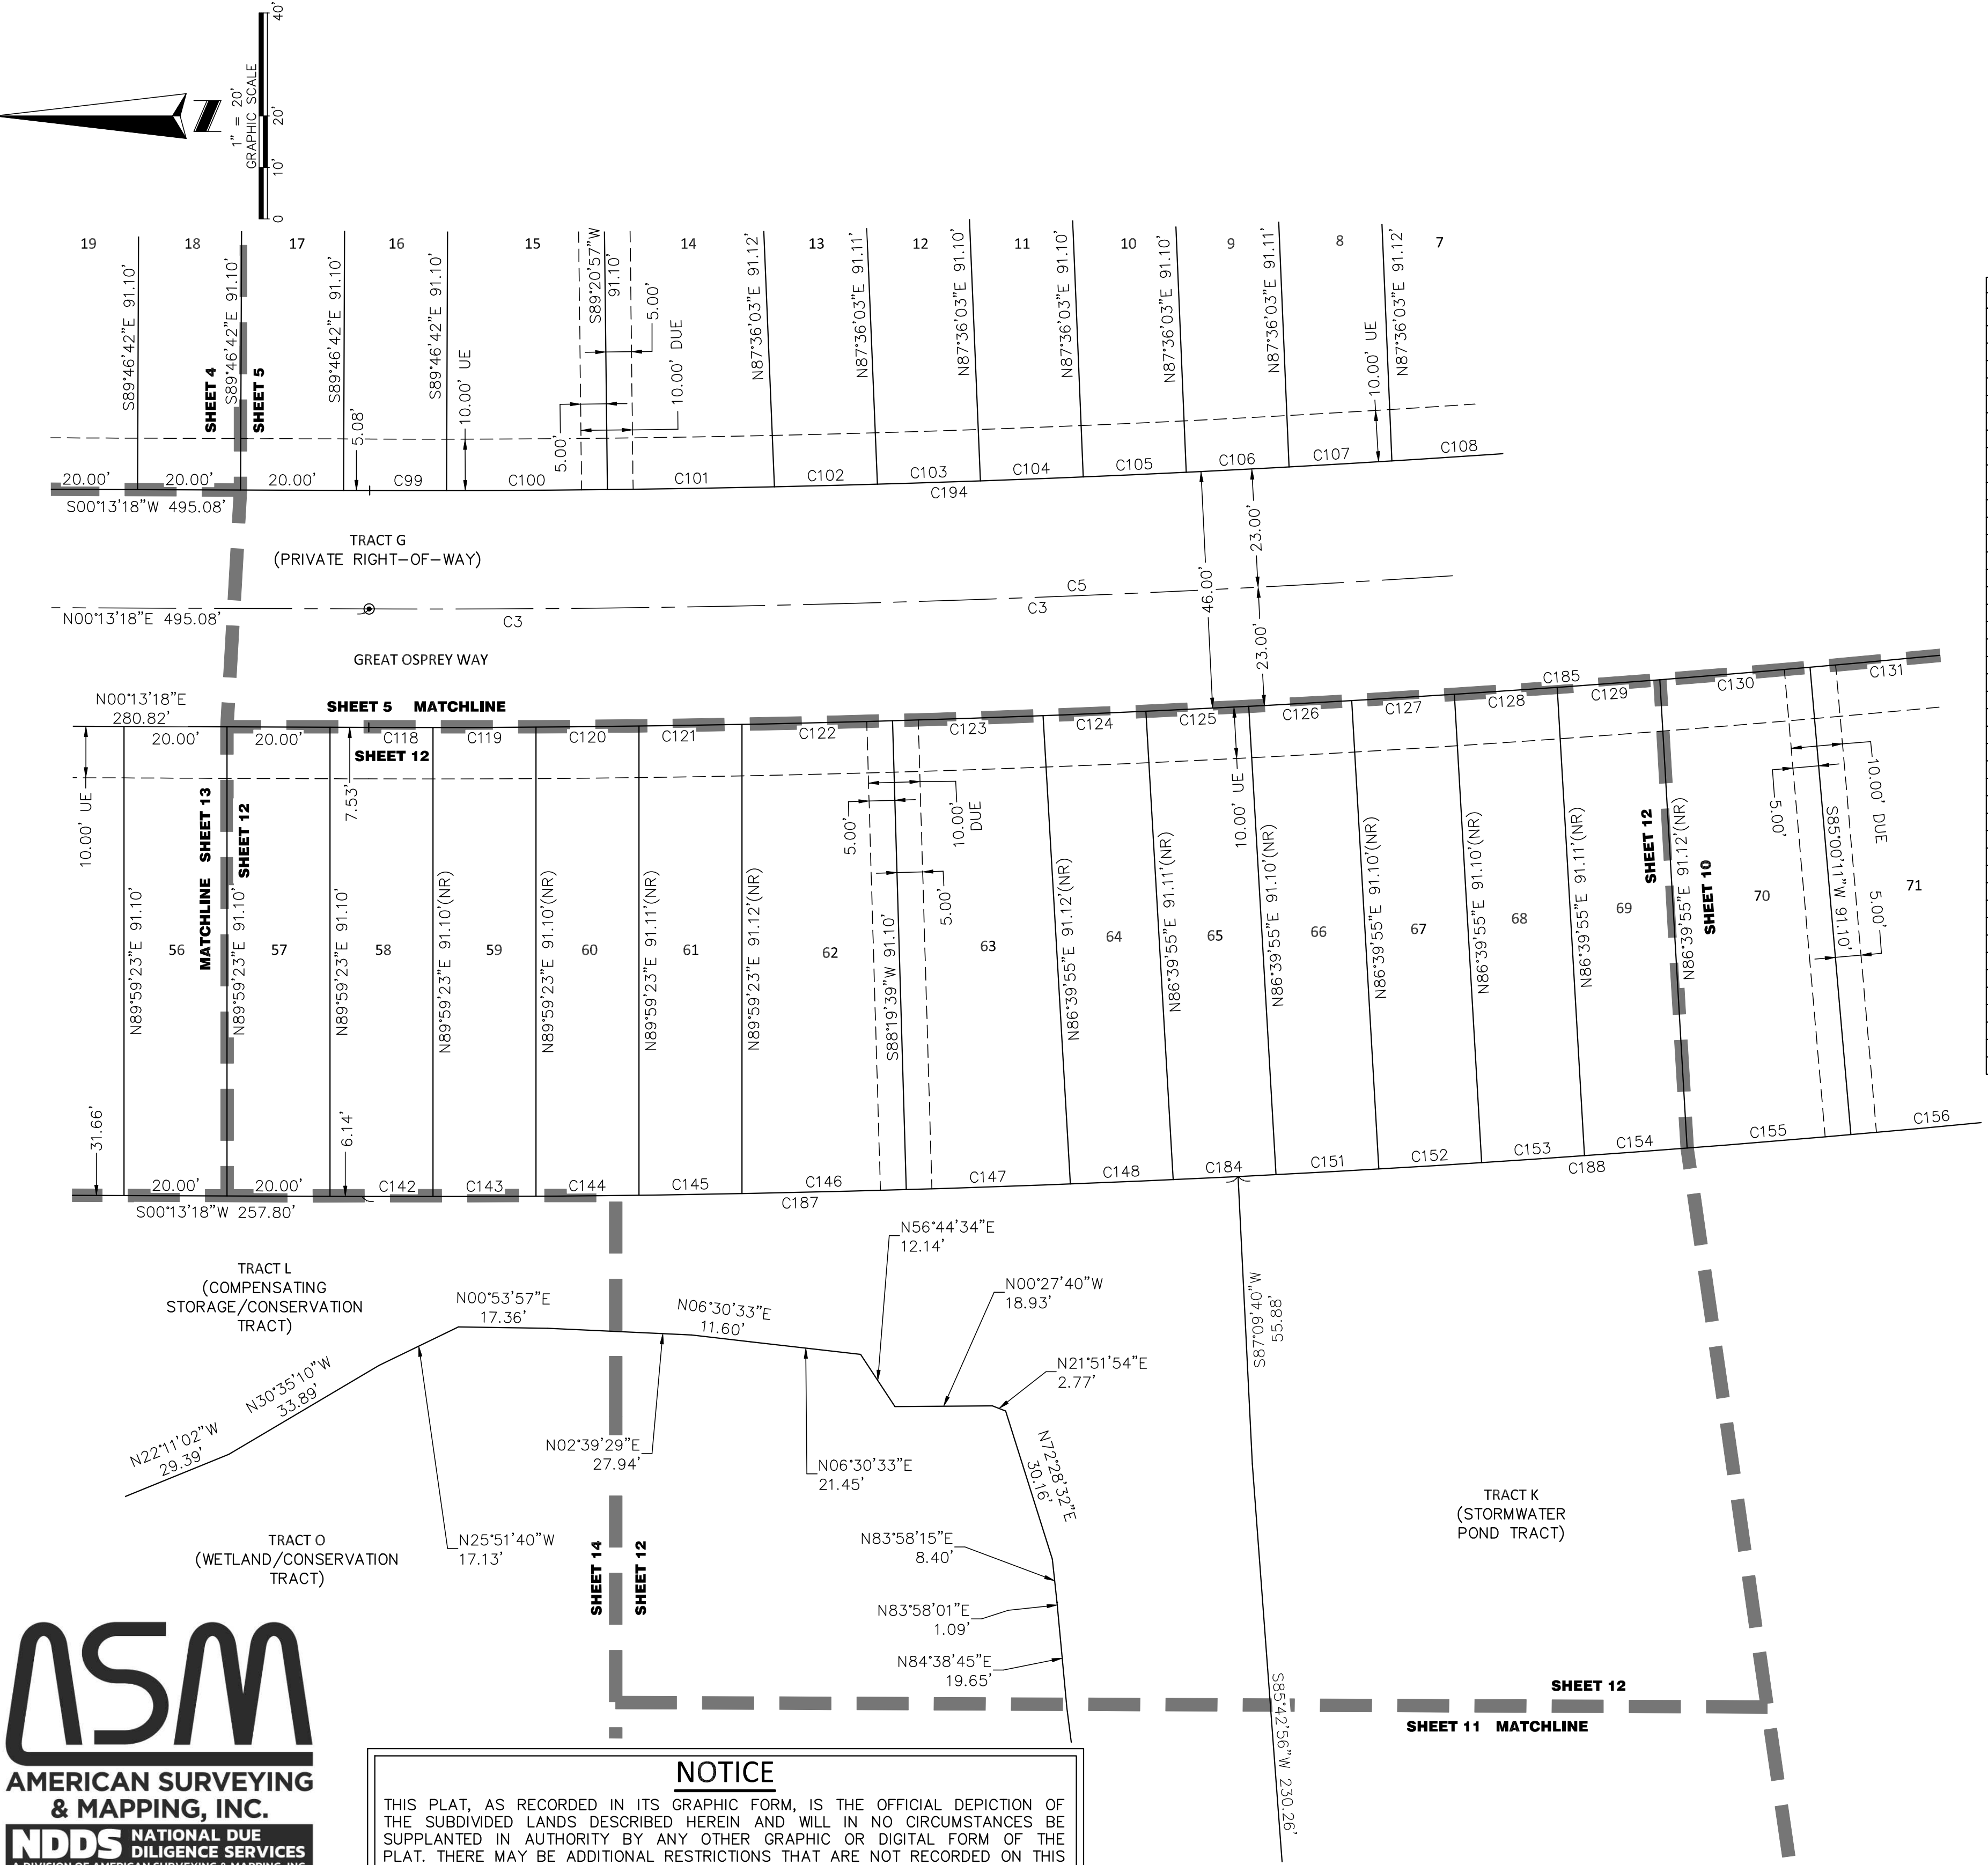 1" = 20'
GRAPHIC SCALE
0
10'
20'
40'
19
18
17
16
15
14
13
12
11
10
9
8
7
S89°46'42"E 91.10'
S89°46'42"E 91.10'
S89°46'42"E 91.10'
S89°46'42"E 91.10'
S89°20'57"W
91.10'
N87°36'03"E 91.12'
N87°36'03"E 91.11'
N87°36'03"E 91.10'
N87°36'03"E 91.10'
N87°36'03"E 91.10'
N87°36'03"E 91.11'
N87°36'03"E 91.12'
SHEET 4
SHEET 5
5.08'
10.00' UE
5.00'
5.00'
10.00' DUE
10.00' UE
20.00'
20.00'
20.00'
C99
C100
C101
C102
C103
C104
C105
C106
C107
C108
C194
S00°13'18"W 495.08'
TRACT G
(PRIVATE RIGHT-OF-WAY)
46.00'
23.00'
23.00'
N00°13'18"E 495.08'
C3
C5
C3
GREAT OSPREY WAY
N00°13'18"E
280.82'
SHEET 5 MATCHLINE
20.00'
20.00'
C118
C119
C120
C121
C122
C123
C124
C125
C126
C127
C128
C129
C185
C130
C131
SHEET 12
10.00' UE
MATCHLINE SHEET 13
SHEET 12
7.53'
5.00'
10.00'
DUE
5.00'
10.00' UE
SHEET 12
SHEET 10
5.00'
10.00' DUE
5.00'
N89°59'23"E 91.10'
N89°59'23"E 91.10'
N89°59'23"E 91.10'
N89°59'23"E 91.10'(NR)
N89°59'23"E 91.10'(NR)
N89°59'23"E 91.11'(NR)
N89°59'23"E 91.12'(NR)
S88°19'39"W 91.10'
N86°39'55"E 91.12'(NR)
N86°39'55"E 91.11'(NR)
N86°39'55"E 91.10'(NR)
N86°39'55"E 91.10'(NR)
N86°39'55"E 91.10'(NR)
N86°39'55"E 91.11'(NR)
N86°39'55"E 91.12'(NR)
S85°00'11"W 91.10'
56
57
58
59
60
61
62
63
64
65
66
67
68
69
70
71
31.66'
6.14'
20.00'
20.00'
C142
C143
C144
C145
C146
C147
C148
C184
C151
C152
C153
C154
C155
C156
C187
C188
S00°13'18"W 257.80'
TRACT L
(COMPENSATING
STORAGE/CONSERVATION
TRACT)
N56°44'34"E
12.14'
N00°53'57"E
17.36'
N06°30'33"E
11.60'
N00°27'40"W
18.93'
S87°09'40"W
55.88'
N21°51'54"E
2.77'
N30°35'10"W
33.89'
N22°11'02"W
29.39'
N02°39'29"E
27.94'
N06°30'33"E
21.45'
N72°28'32"E
30.16'
TRACT K
(STORMWATER
POND TRACT)
TRACT O
(WETLAND/CONSERVATION
TRACT)
N25°51'40"W
17.13'
SHEET 14
SHEET 12
N83°58'15"E
8.40'
N83°58'01"E
1.09'
N84°38'45"E
19.65'
S85°42'56"W 230.26'
SHEET 12
SHEET 11 MATCHLINE
ASM
AMERICAN SURVEYING
& MAPPING, INC.
NDDS NATIONAL DUE
DILIGENCE SERVICES
A DIVISION OF AMERICAN SURVEYING & MAPPING, INC.
NOTICE
THIS PLAT, AS RECORDED IN ITS GRAPHIC FORM, IS THE OFFICIAL DEPICTION OF
THE SUBDIVIDED LANDS DESCRIBED HEREIN AND WILL IN NO CIRCUMSTANCES BE
SUPPLANTED IN AUTHORITY BY ANY OTHER GRAPHIC OR DIGITAL FORM OF THE
PLAT. THERE MAY BE ADDITIONAL RESTRICTIONS THAT ARE NOT RECORDED ON THIS